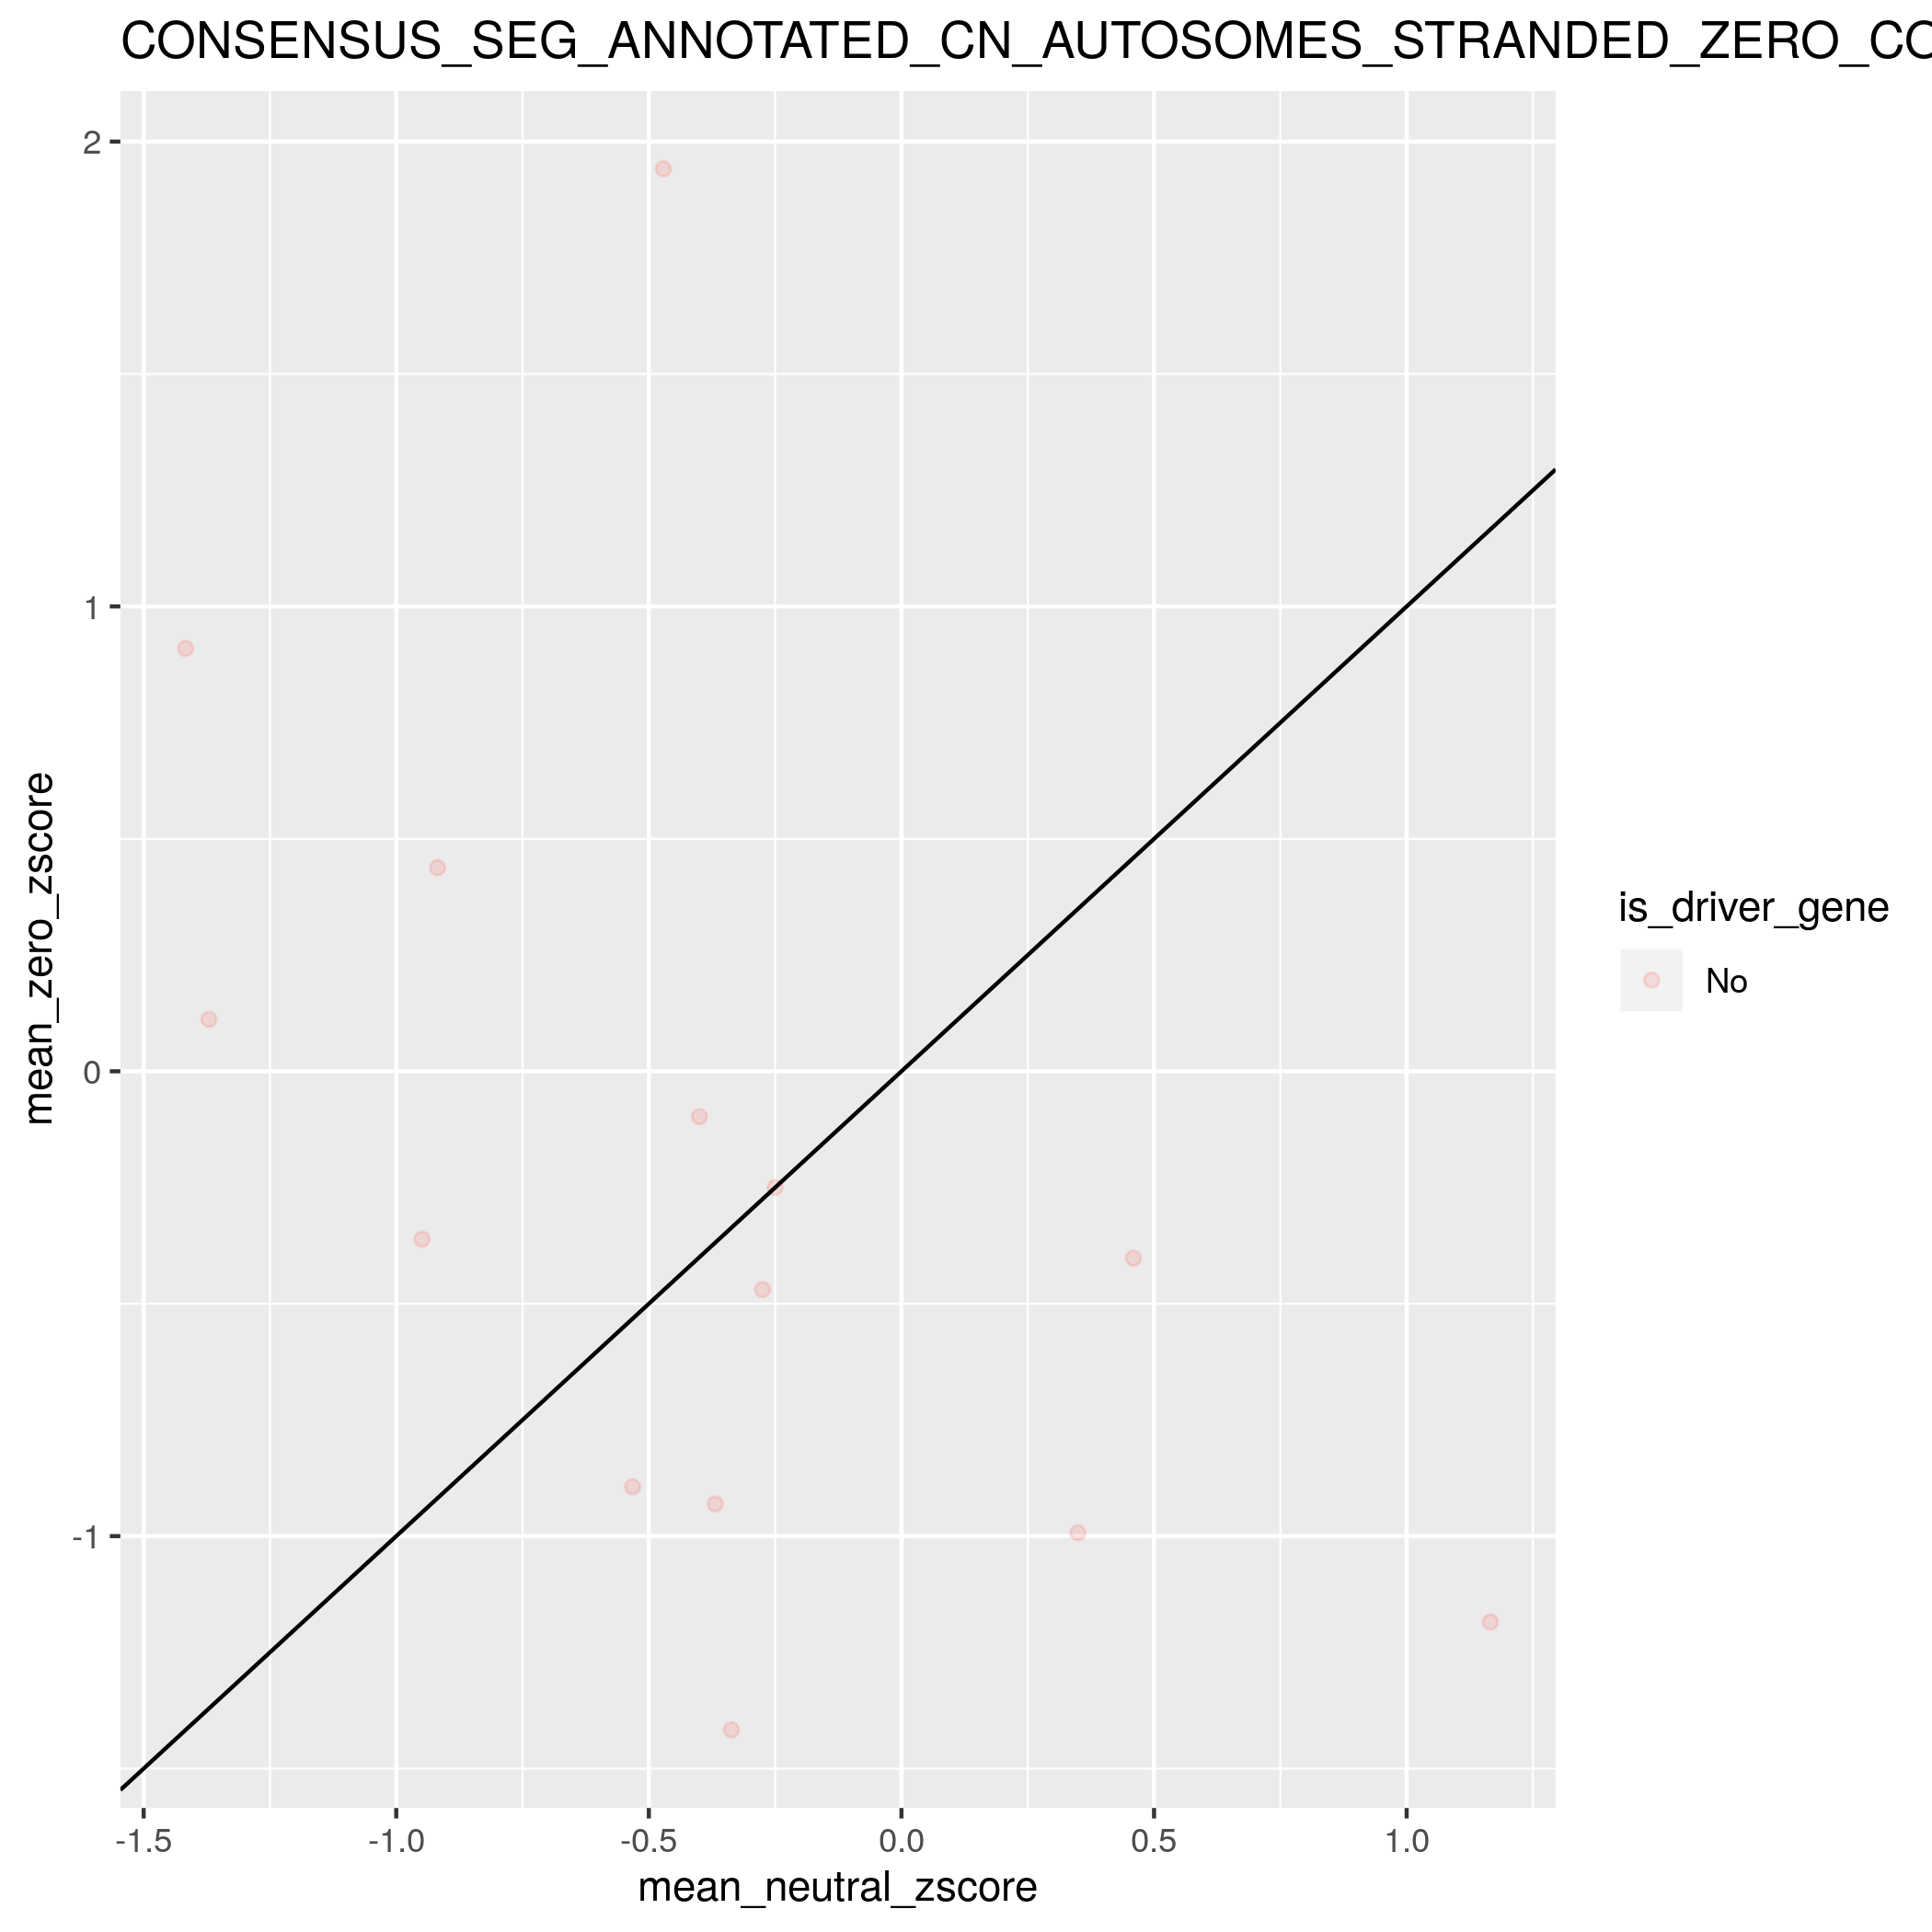 CONSENSUS_SEG_ANNOTATED_CN_AUTOSOMES_STRANDED_ZERO_CO
mean_zero_zscore
2
1
0
-1
-1.5
-1.0
-0.5
0.0
0.5
1.0
mean_neutral_zscore
is_driver_gene
No